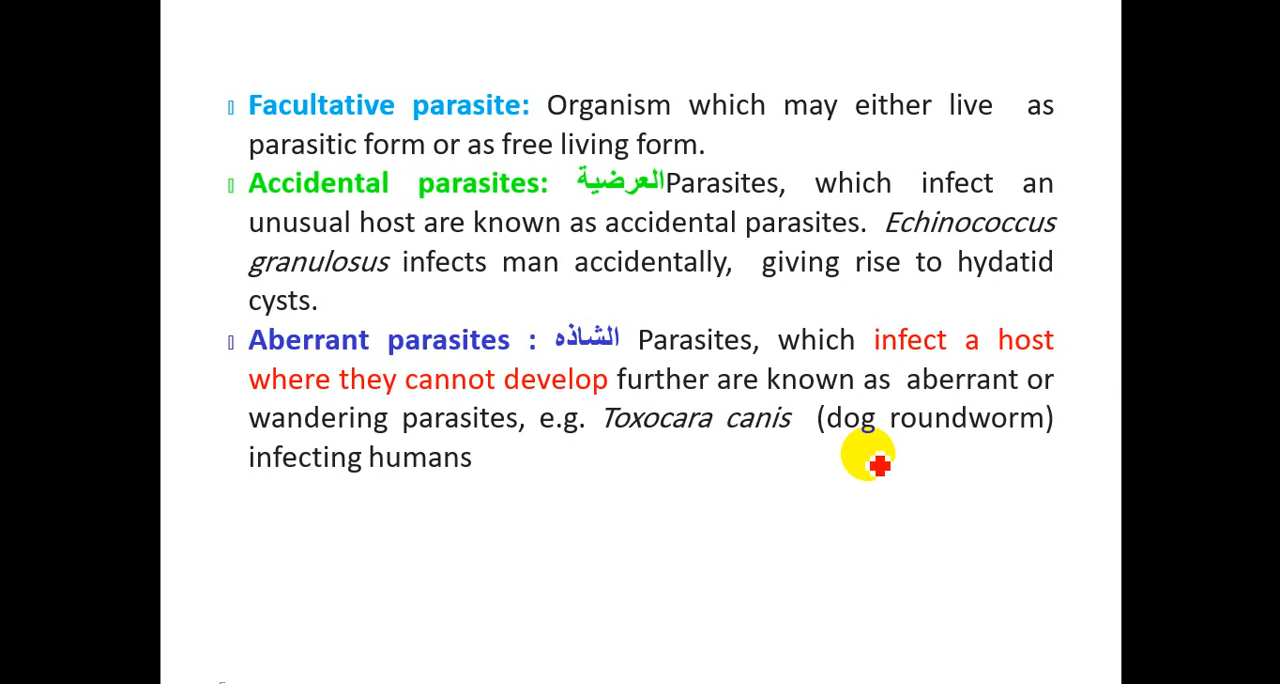 Facultative parasite: Organism which may either live as
parasitic form or as free living form.
Accidental parasites: العرضية Parasites, which infect an
unusual host are known as accidental parasites. Echinococcus
granulosus infects man accidentally, giving rise to hydatid
cysts.
Aberrant parasites : الشاذه Parasites, which infect a host
where they cannot develop further are known as aberrant or
wandering parasites, e.g. Toxocara canis (dog roundworm)
infecting humans